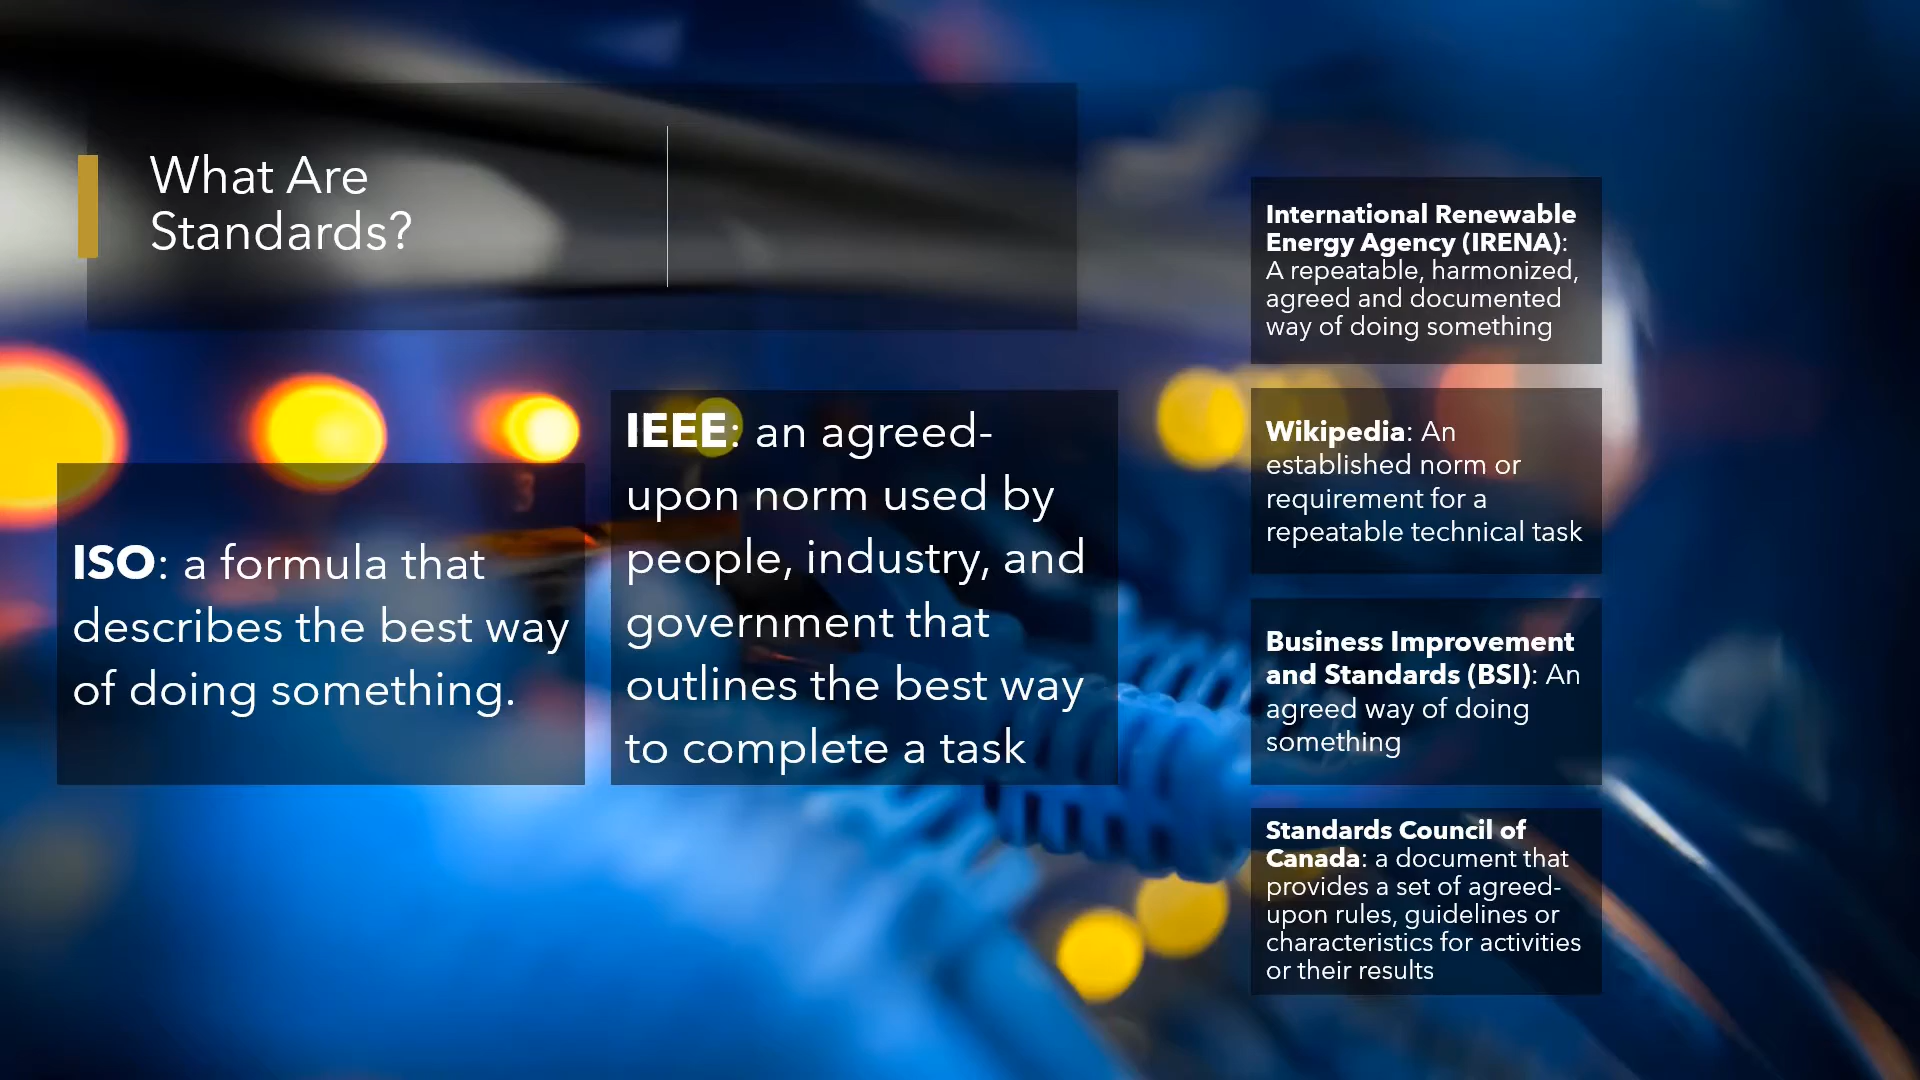 What Are
Standards?
ISO: a formula that
describes the best way
of doing something.
IEEE: an agreed-
upon norm used by
people, industry, and
government that
outlines the best way
to complete a task
International Renewable
Energy Agency (IRENA):
A repeatable, harmonized,
agreed and documented
way of doing something
Wikipedia: An
established norm or
requirement for a
repeatable technical task
Business Improvement
and Standards (BSI): An
agreed way of doing
something
Standards Council of
Canada: a document that
provides a set of agreed-
upon rules, guidelines or
characteristics for activities
or their results